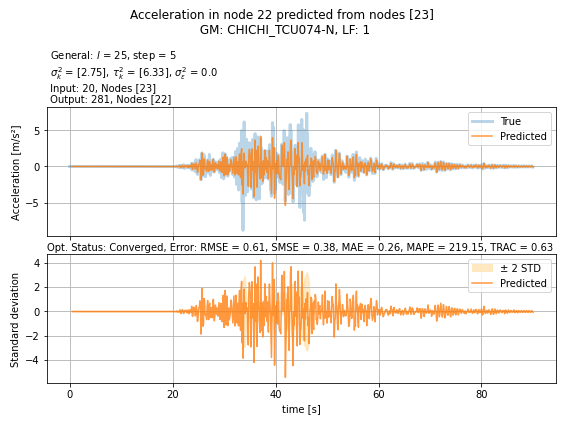 Acceleration in node 22 predicted from nodes [23]
GM: CHICHI_TCU074-N, LF: 1
General: l = 25, step = 5
σ²ₖ = [2.75], τ²ₖ = [6.33], σ²ε = 0.0
Input: 20, Nodes [23]
Output: 281, Nodes [22]
Acceleration [m/s²]
5
0
−5
True
Predicted
Opt. Status: Converged, Error: RMSE = 0.61, SMSE = 0.38, MAE = 0.26, MAPE = 219.15, TRAC = 0.63
Standard deviation
4
2
0
−2
−4
± 2 STD
Predicted
0 20 40 60 80
time [s]